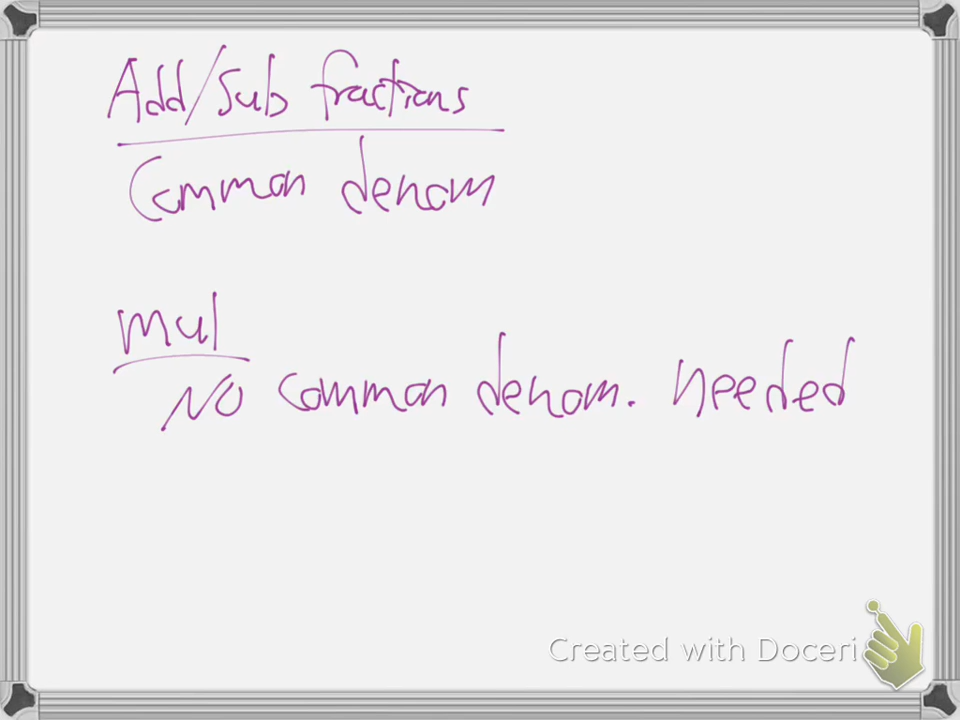 Add/Sub fractions
Common denom
mul
No common denom. needed
Created with Doceri